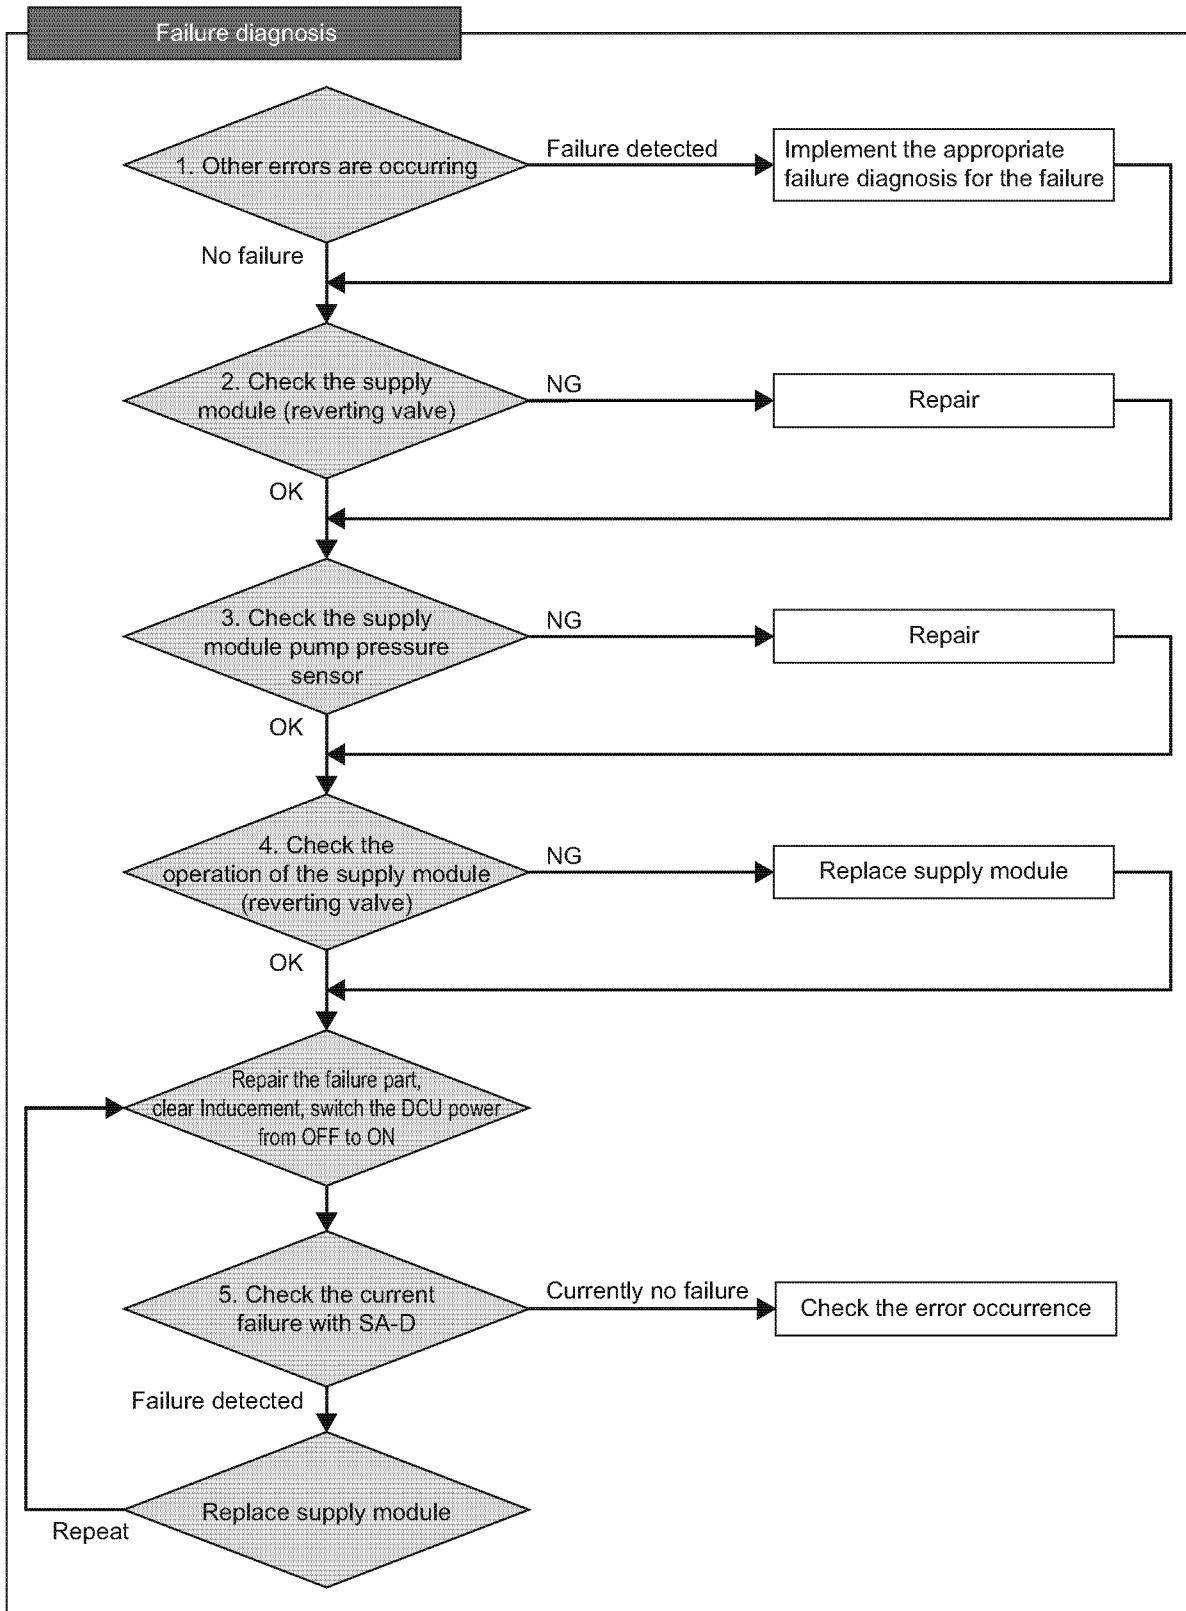 Failure diagnosis
1. Other errors are occurring
Failure detected
Implement the appropriate
failure diagnosis for the failure
No failure
2. Check the supply
module (reverting valve)
NG
Repair
OK
3. Check the supply
module pump pressure
sensor
NG
Repair
OK
4. Check the
operation of the supply module
(reverting valve)
NG
Replace supply module
OK
Repair the failure part,
clear Inducement, switch the DCU power
from OFF to ON
5. Check the current
failure with SA-D
Currently no failure
Check the error occurrence
Failure detected
Replace supply module
Repeat